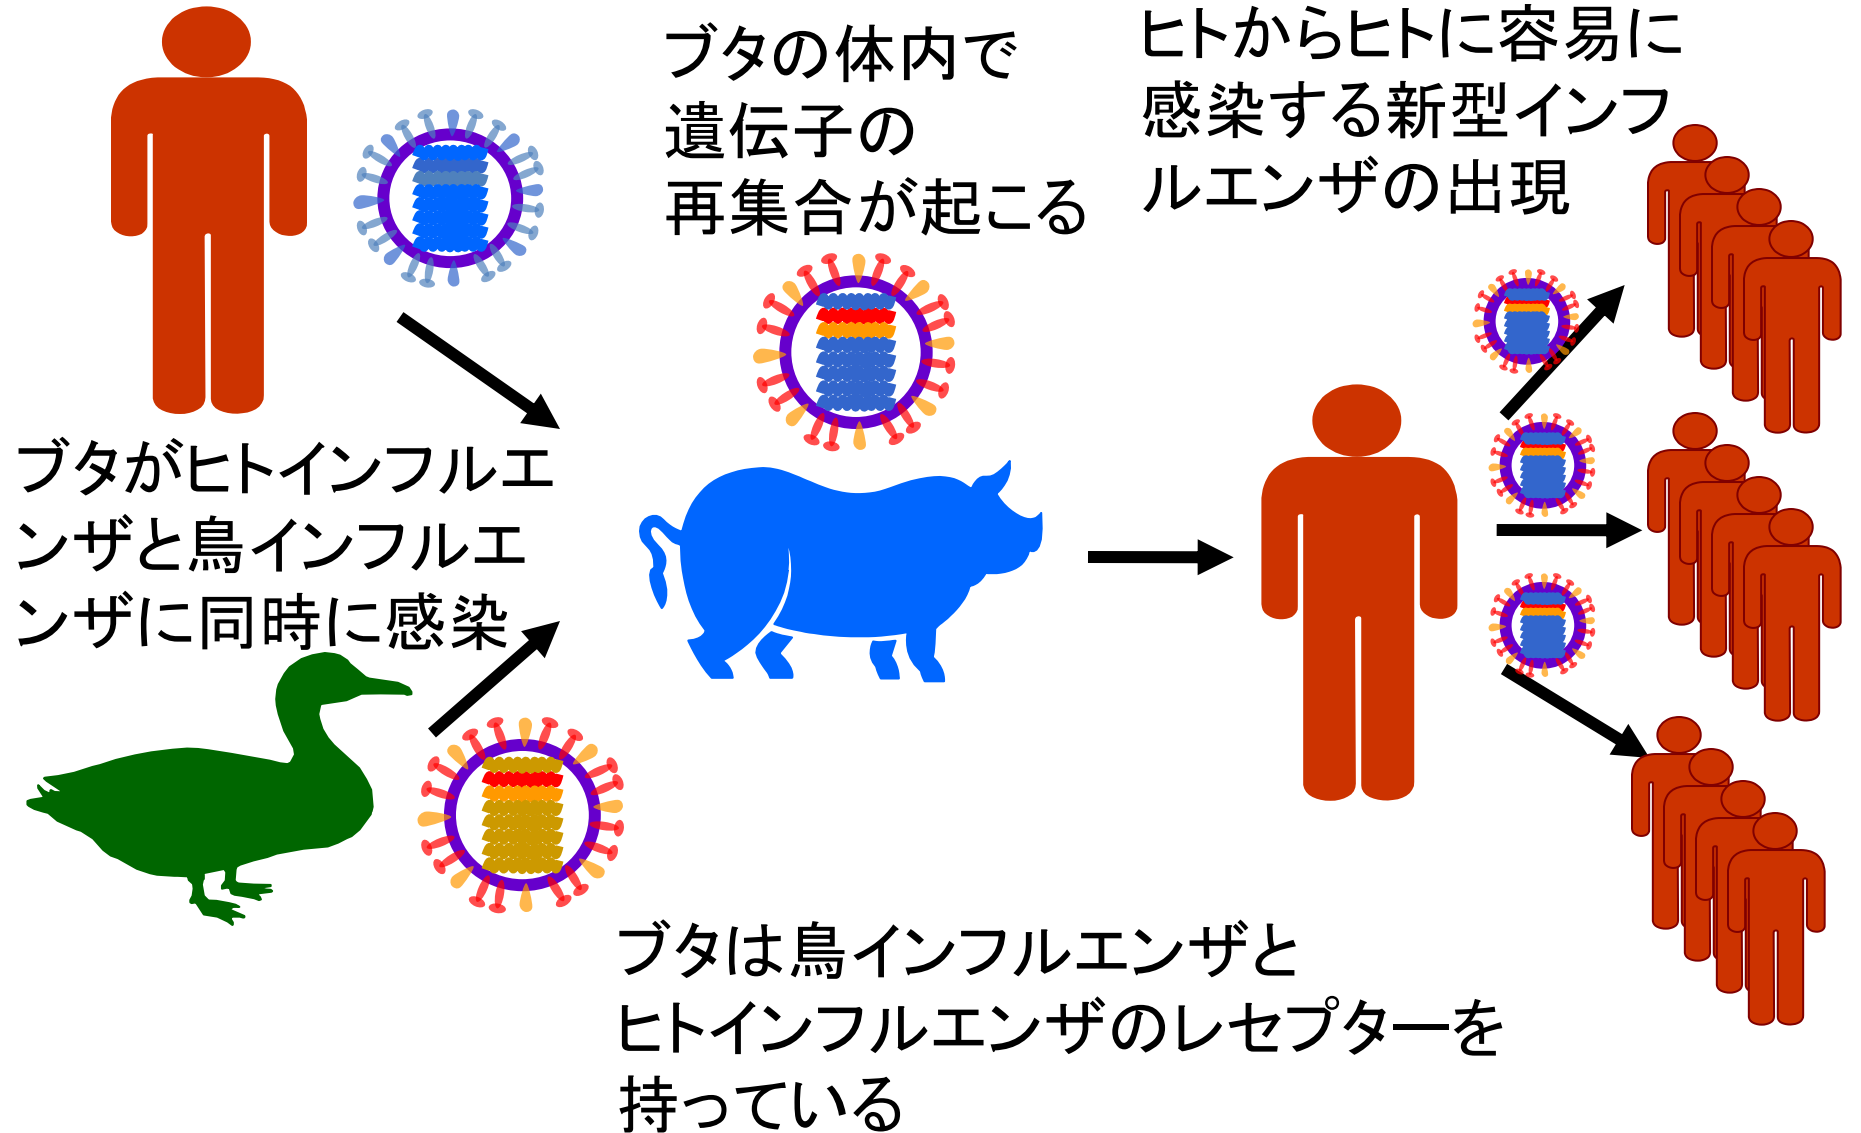 ブタがヒトインフルエ
ンザと鳥インフルエ
ンザに同時に感染
ブタの体内で
遺伝子の
再集合が起こる
ヒトからヒトに容易に
感染する新型インフ
ルエンザの出現
ブタは鳥インフルエンザと
ヒトインフルエンザのレセプターを
持っている